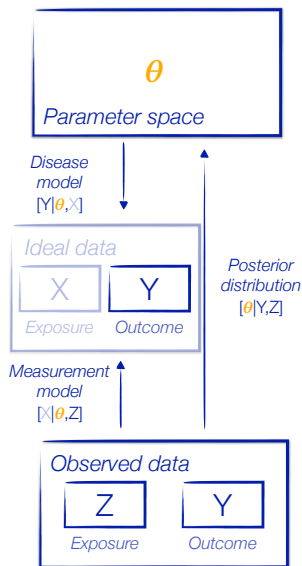 θ
Parameter space
Disease
model
[Y|θ,X]
Ideal data
X
Y
Exposure
Outcome
Posterior
distribution
[θ|Y,Z]
Measurement
model
[X|θ,Z]
Observed data
Z
Y
Exposure
Outcome